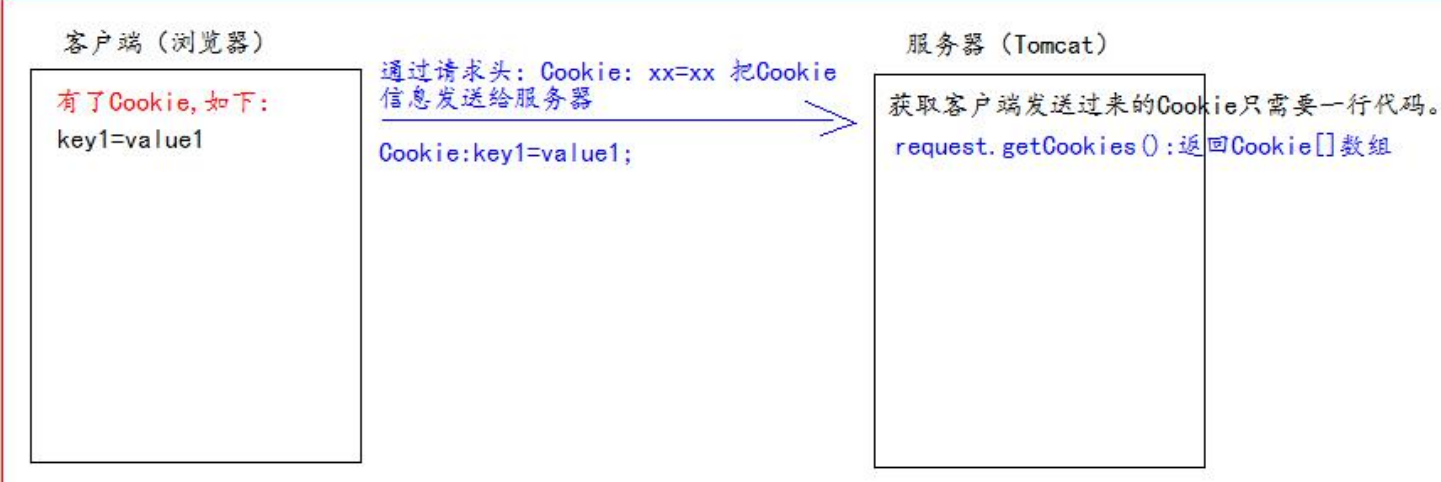 客户端（浏览器）
有了Cookie,如下:
key1=value1
通过请求头: Cookie: xx=xx 把Cookie
信息发送给服务器
Cookie:key1=value1;
服务器（Tomcat）
获取客户端发送过来的Cookie只需要一行代码。
request.getCookies():返回Cookie[]数组